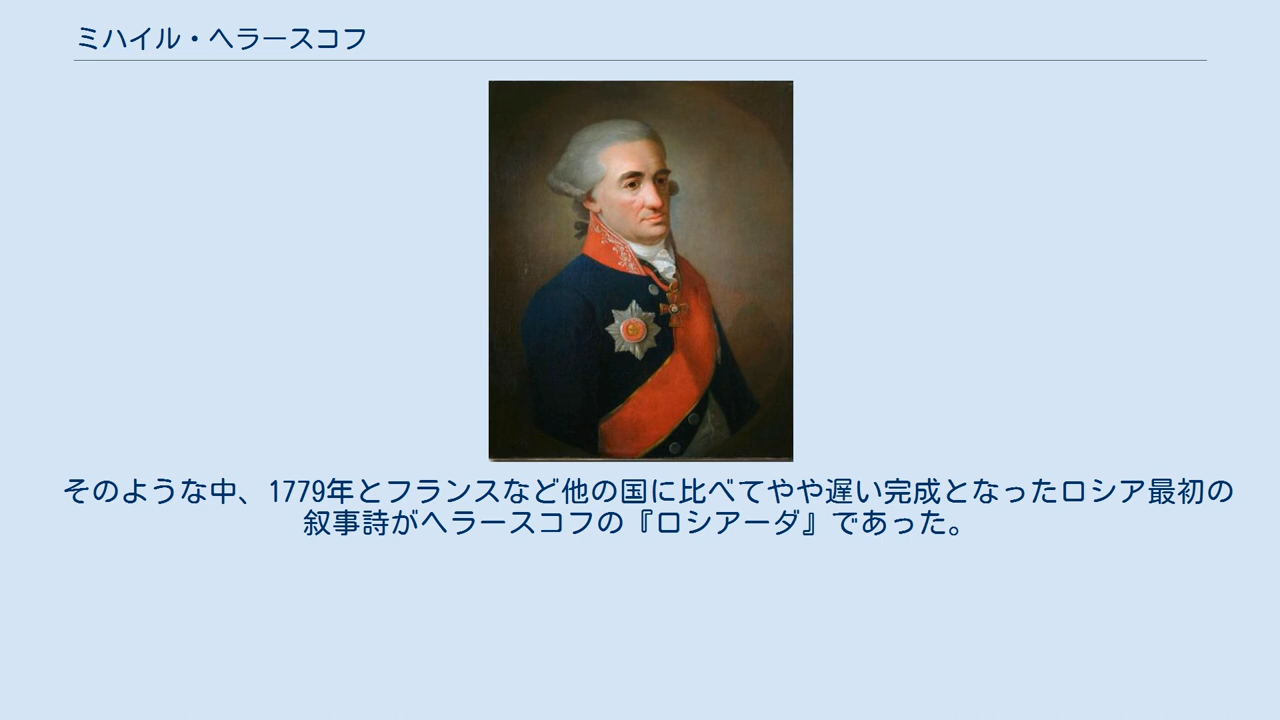 ミハイル・ヘラースコフ
そのような中、1779年とフランスなど他の国に比べてやや遅い完成となったロシア最初の
叙事詩がヘラースコフの『ロシアーダ』であった。